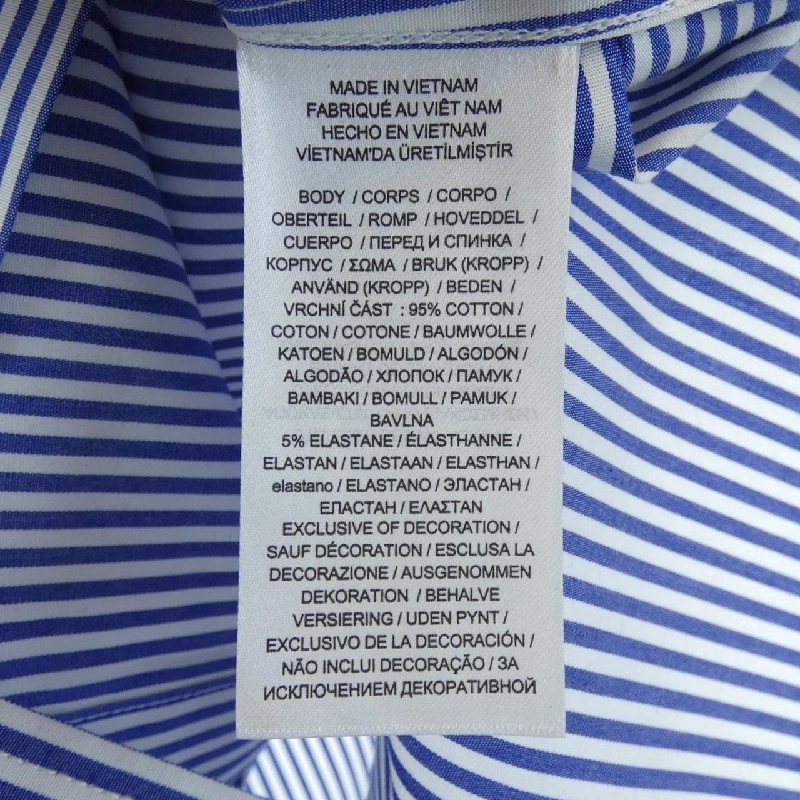 MADE IN VIETNAM
FABRIQUÉ AU VIÊT NAM
HECHO EN VIETNAM
VİETNAM'DA ÜRETİLMİŞTİR
BODY / CORPS / CORPO /
OBERTEIL / ROMP / HOVEDDEL /
CUERPO / ПЕРЕД И СПИНКА /
КОРПУС / ΣΩΜΑ / BRUK (KROPP) /
ANVÄND (KROPP) / BEDEN /
VRCHNÍ ČÁST : 95% COTTON /
COTON / COTONE / BAUMWOLLE /
KATOEN / BOMULD / ALGODÓN /
ALGODÃO / ХЛОПОК / ПАМУК /
ΒΑΜΒΑΚΙ / BOMULL / PAMUK /
BAVLNA
5% ELASTANE / ÉLASTHANNE /
ELASTAN / ELASTAAN / ELASTHAN /
elastano / ELASTANO / ЭЛАСТАН /
ЕЛАСТАН / ΕΛΑΣΤΑΝ
EXCLUSIVE OF DECORATION /
SAUF DÉCORATION / ESCLUSA LA
DECORAZIONE / AUSGENOMMEN
DEKORATION / BEHALVE
VERSIERING / UDEN PYNT /
EXCLUSIVO DE LA DECORACIÓN /
NÃO INCLUI DECORAÇÃO / ЗА
ИСКЛЮЧЕНИЕМ ДЕКОРАТИВНОЙ